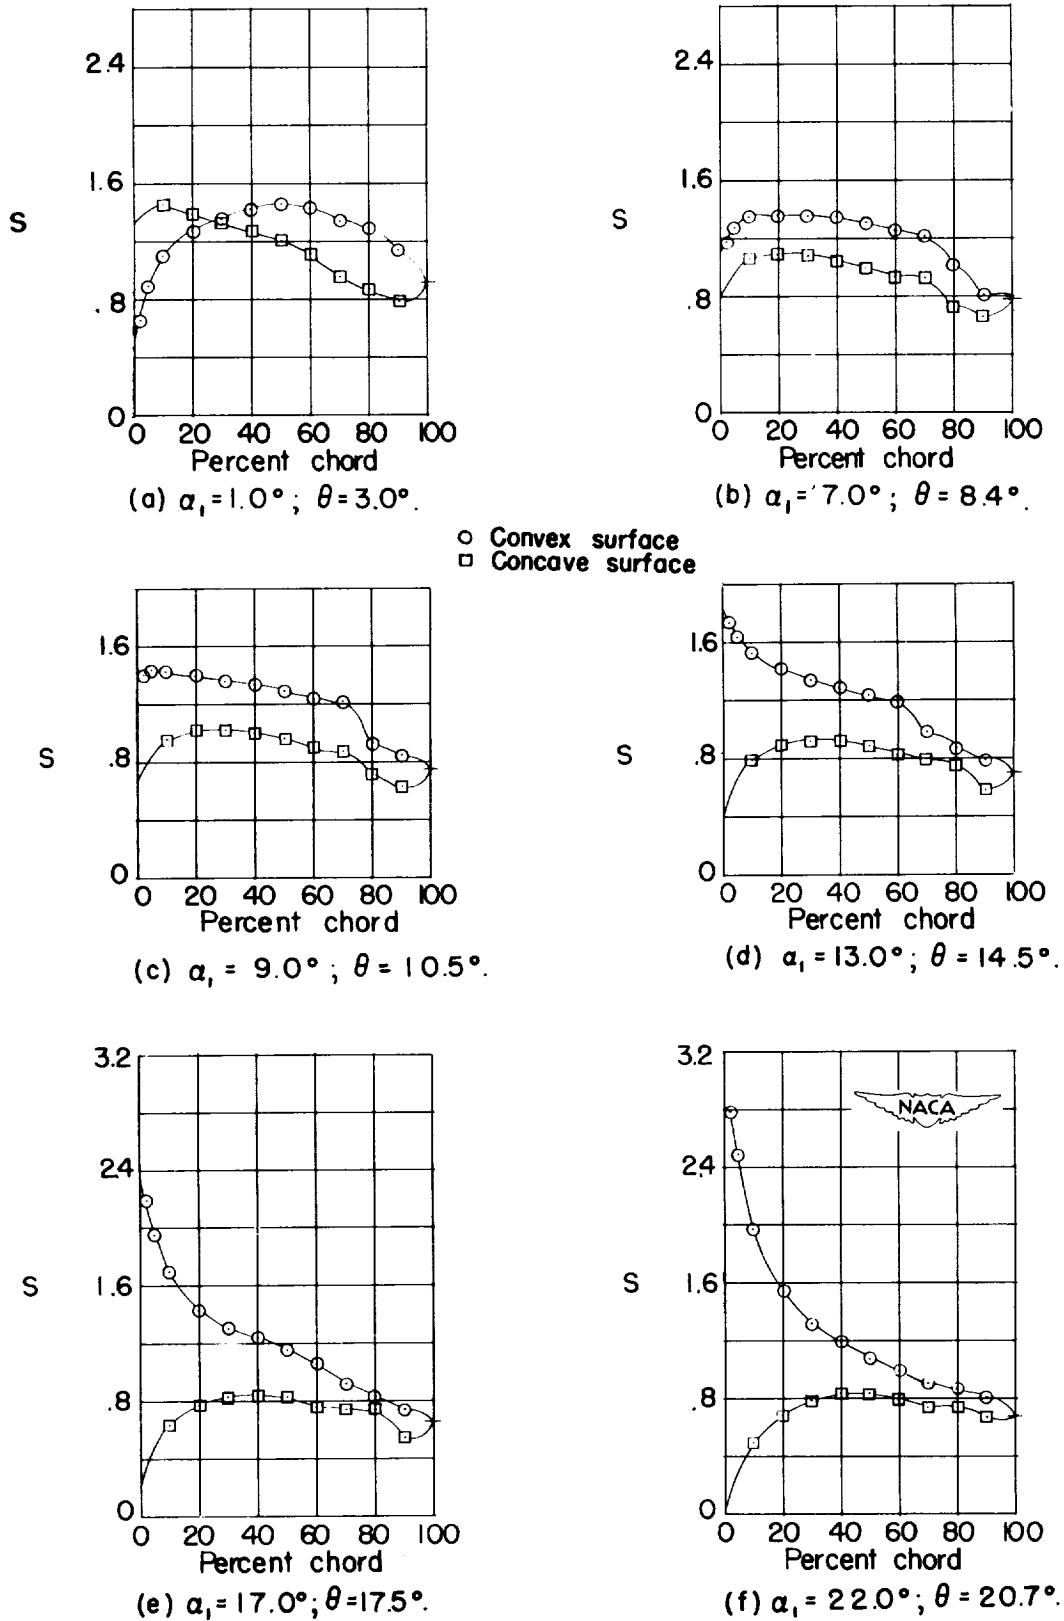 2.4
1.6
S
.8
0
0 20 40 60 80 100
Percent chord
(a) α₁ = 1.0°; θ = 3.0°.
2.4
1.6
S
.8
0
0 20 40 60 80 100
Percent chord
(b) α₁ = 7.0°; θ = 8.4°.
Convex surface
Concave surface
1.6
S
.8
0
0 20 40 60 80 100
Percent chord
(c) α₁ = 9.0°; θ = 10.5°.
1.6
S
.8
0
0 20 40 60 80 100
Percent chord
(d) α₁ = 13.0°; θ = 14.5°.
3.2
2.4
1.6
S
.8
0
0 20 40 60 80 100
Percent chord
(e) α₁ = 17.0°; θ = 17.5°.
3.2
NACA
2.4
1.6
S
.8
0
0 20 40 60 80 100
Percent chord
(f) α₁ = 22.0°; θ = 20.7°.